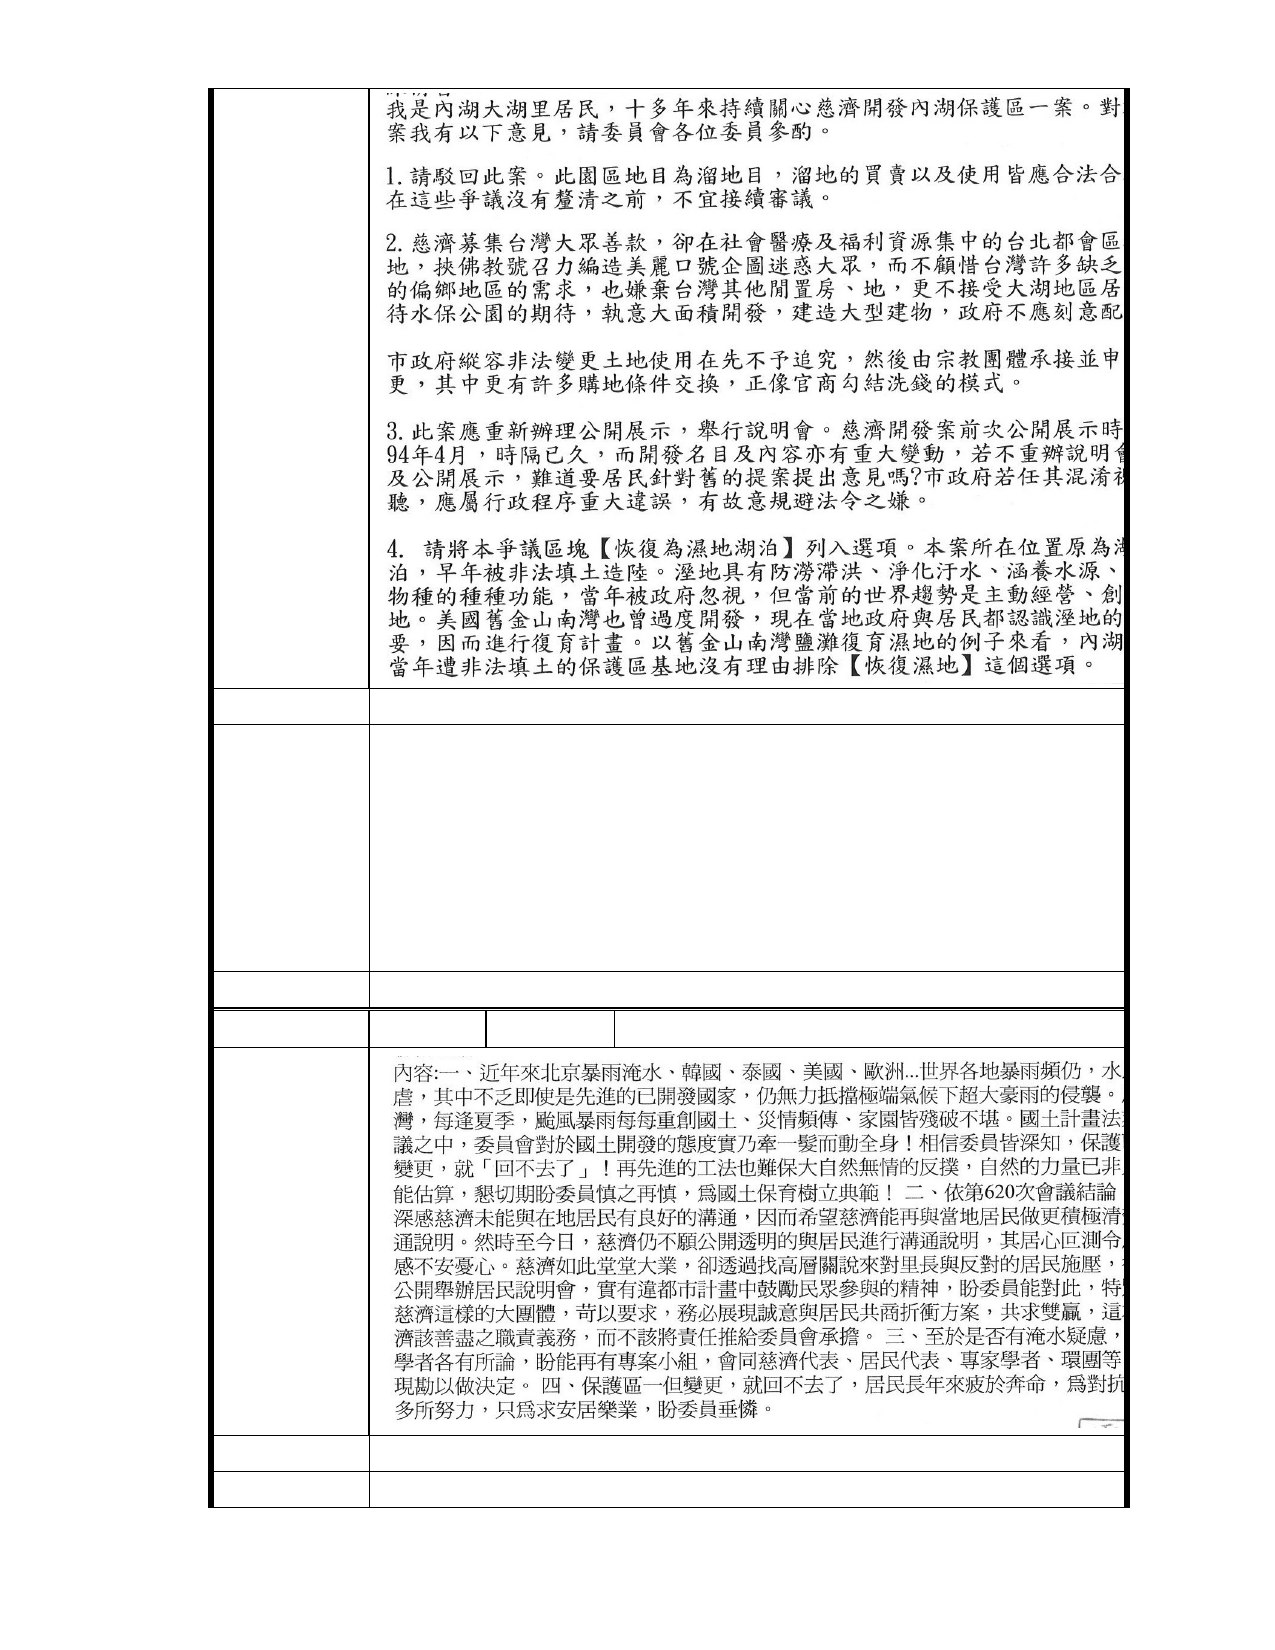 我是內湖大湖里居民，十多年來持續關心慈濟開發內湖保護區一案。對
案我有以下意見，請委員會各位委員參酌。
1. 請駁回此案。此園區地目為溜地目，溜地的買賣以及使用皆應合法合
在這些爭議沒有釐清之前，不宜接續審議。
2. 慈濟募集台灣大眾善款，卻在社會醫療及福利資源集中的台北都會區
地，挾佛教號召力編造美麗口號企圖迷惑大眾，而不顧惜台灣許多缺乏
的偏鄉地區的需求，也嫌棄台灣其他閒置房、地，更不接受大湖地區居
待水保公園的期待，執意大面積開發，建造大型建物，政府不應刻意配
市政府縱容非法變更土地使用在先不予追究，然後由宗教團體承接並申
更，其中更有許多購地條件交換，正像官商勾結洗錢的模式。
3. 此案應重新辦理公開展示，舉行說明會。慈濟開發案前次公開展示時
94年4月，時隔已久，而開發名目及內容亦有重大變動，若不重辦說明會
及公開展示，難道要居民針對舊的提案提出意見嗎?市政府若任其混淆視
聽，應屬行政程序重大違誤，有故意規避法令之嫌。
4. 請將本爭議區塊【恢復為濕地湖泊】列入選項。本案所在位置原為湖
泊，早年被非法填土造陸。溼地具有防澇滯洪、淨化汙水、涵養水源、
物種的種種功能，當年被政府忽視，但當前的世界趨勢是主動經營、創
地。美國舊金山南灣也曾過度開發，現在當地政府與居民都認識溼地的
要，因而進行復育計畫。以舊金山南灣鹽灘復育濕地的例子來看，內湖
當年遭非法填土的保護區基地沒有理由排除【恢復濕地】這個選項。
內容:一、近年來北京暴雨淹水、韓國、泰國、美國、歐洲...世界各地暴雨頻仍，水
虐，其中不乏即使是先進的已開發國家，仍無力抵擋極端氣候下超大豪雨的侵襲。
灣，每逢夏季，颱風暴雨每每重創國土、災情頻傳、家園皆殘破不堪。國土計畫法
議之中，委員會對於國土開發的態度實乃牽一髮而動全身！相信委員皆深知，保護
變更，就「回不去了」！再先進的工法也難保大自然無情的反撲，自然的力量已非
能估算，懇切期盼委員慎之再慎，爲國土保育樹立典範！ 二、依第620次會議結論
深感慈濟未能與在地居民有良好的溝通，因而希望慈濟能再與當地居民做更積極清
通說明。然時至今日，慈濟仍不願公開透明的與居民進行溝通說明，其居心叵測令
感不安憂心。慈濟如此堂堂大業，卻透過找高層關說來對里長與反對的居民施壓，
公開舉辦居民說明會，實有違都市計畫中鼓勵民眾參與的精神，盼委員能對此，特
慈濟這樣的大團體，苛以要求，務必展現誠意與居民共商折衝方案，共求雙贏，這
濟該善盡之職責義務，而不該將責任推給委員會承擔。 三、至於是否有淹水疑慮，
學者各有所論，盼能再有專案小組，會同慈濟代表、居民代表、專家學者、環團等
現勘以做決定。 四、保護區一但變更，就回不去了，居民長年來疲於奔命，爲對抗
多所努力，只爲求安居樂業，盼委員垂憐。